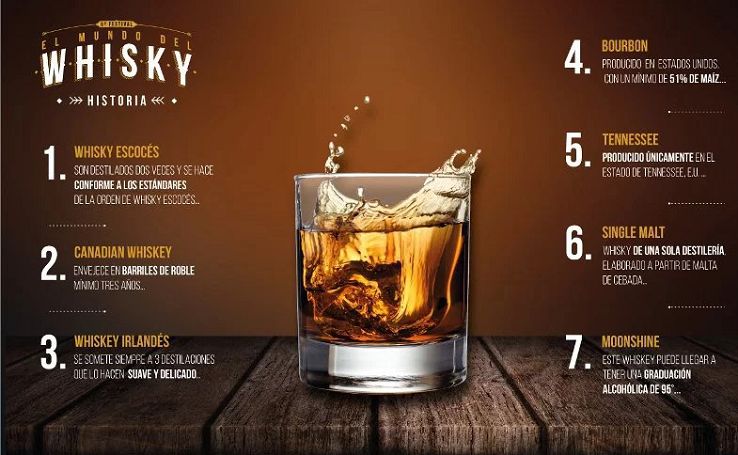 6º FESTIVAL
EL MUNDO DEL
WHISKY
HISTORIA
1.
WHISKY ESCOCÉS
SON DESTILADOS DOS VECES Y SE HACE
CONFORME A LOS ESTÁNDARES
DE LA ORDEN DE WHISKY ESCOCÉS...
2.
CANADIAN WHISKEY
ENVEJECE EN BARRILES DE ROBLE
MÍNIMO TRES AÑOS...
3.
WHISKEY IRLANDÉS
SE SOMETE SIEMPRE A 3 DESTILACIONES
QUE LO HACEN SUAVE Y DELICADO..
4.
BOURBON
PRODUCIDO EN ESTADOS UNIDOS,
CON UN MÍNIMO DE 51% DE MAÍZ...
5.
TENNESSEE
PRODUCIDO ÚNICAMENTE EN EL
ESTADO DE TENNESSEE, E.U. ...
6.
SINGLE MALT
WHISKY DE UNA SOLA DESTILERÍA,
ELABORADO A PARTIR DE MALTA
DE CEBADA...
7.
MOONSHINE
ESTE WHISKEY PUEDE LLEGAR A
TENER UNA GRADUACIÓN
ALCOHÓLICA DE 95°...